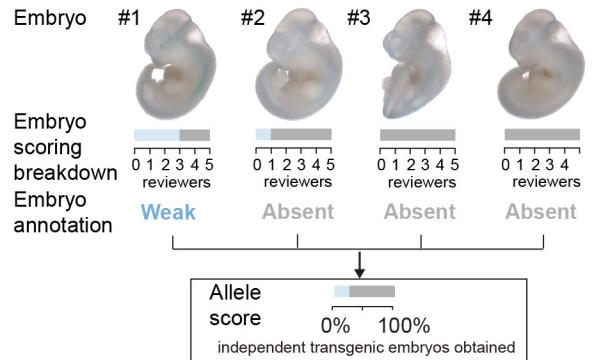 Embryo #1 #2 #3 #4
Embryo
scoring
breakdown
0 1 2 3 4 5 0 1 2 3 4 5 0 1 2 3 4 5 0 1 2 3 4
reviewers reviewers reviewers reviewers
Embryo
annotation
Weak Absent Absent Absent
Allele
score
0% 100%
independent transgenic embryos obtained